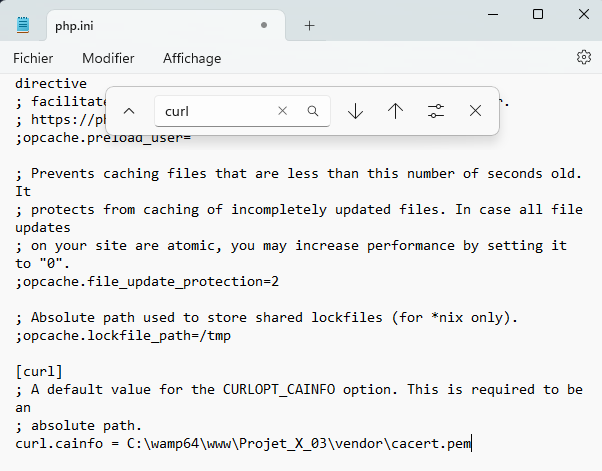 php.ini
Fichier
Modifier
Affichage
curl
directive
; facilitate
r.
; https://ph
;opcache.preload_user=
; Prevents caching files that are less than this number of seconds old.
It
; protects from caching of incompletely updated files. In case all file
updates
; on your site are atomic, you may increase performance by setting it
to "0".
;opcache.file_update_protection=2
; Absolute path used to store shared lockfiles (for *nix only).
;opcache.lockfile_path=/tmp
[curl]
; A default value for the CURLOPT_CAINFO option. This is required to be
an
; absolute path.
curl.cainfo = C:\wamp64\www\Projet_X_03\vendor\cacert.pem